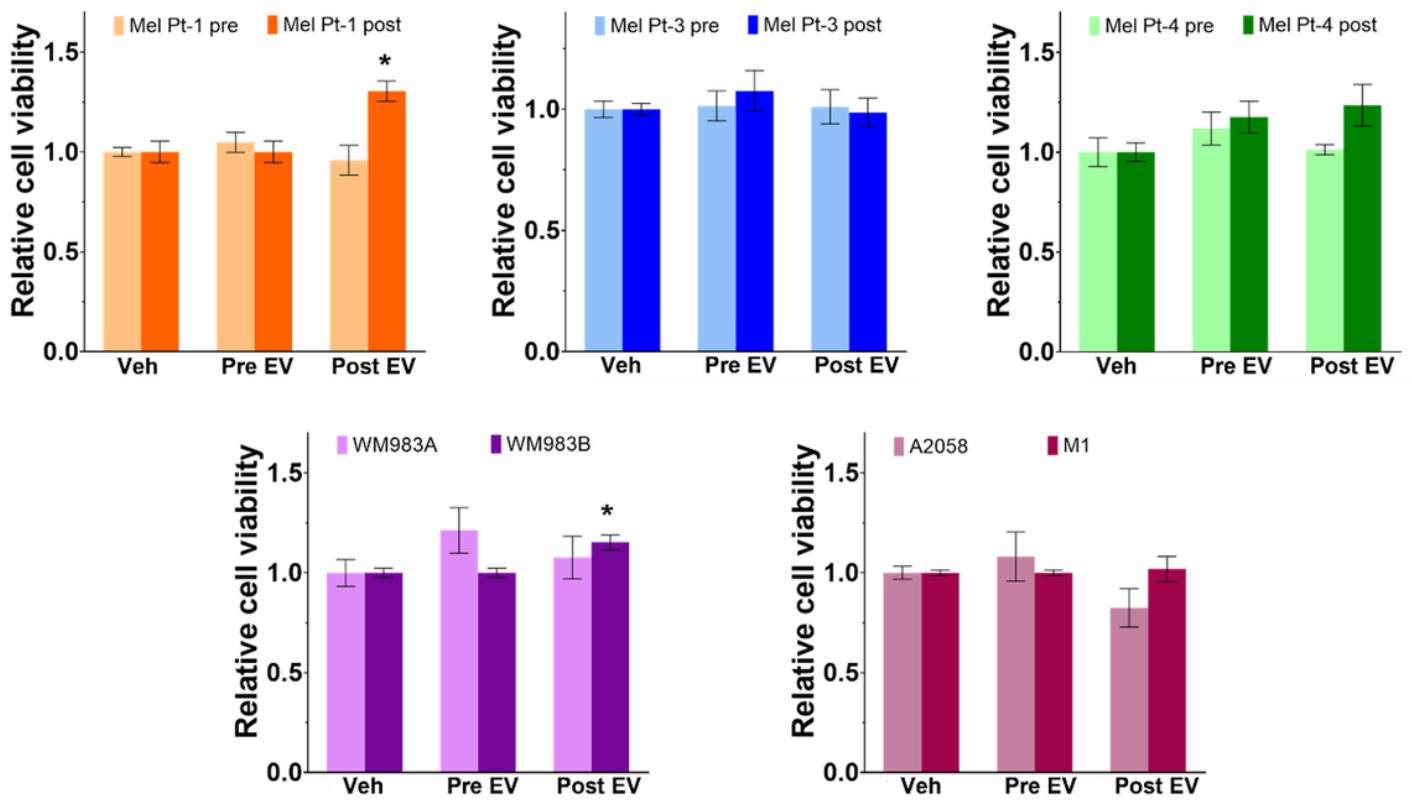 Mel Pt-1 pre Mel Pt-1 post
Relative cell viability
1.5
1.0
0.5
0.0
*
Veh Pre EV Post EV
Mel Pt-3 pre Mel Pt-3 post
Relative cell viability
1.0
0.5
0.0
Veh Pre EV Post EV
Mel Pt-4 pre Mel Pt-4 post
Relative cell viability
1.5
1.0
0.5
0.0
Veh Pre EV Post EV
WM983A WM983B
Relative cell viability
1.5
1.0
0.5
0.0
*
Veh Pre EV Post EV
A2058 M1
Relative cell viability
1.5
1.0
0.5
0.0
Veh Pre EV Post EV